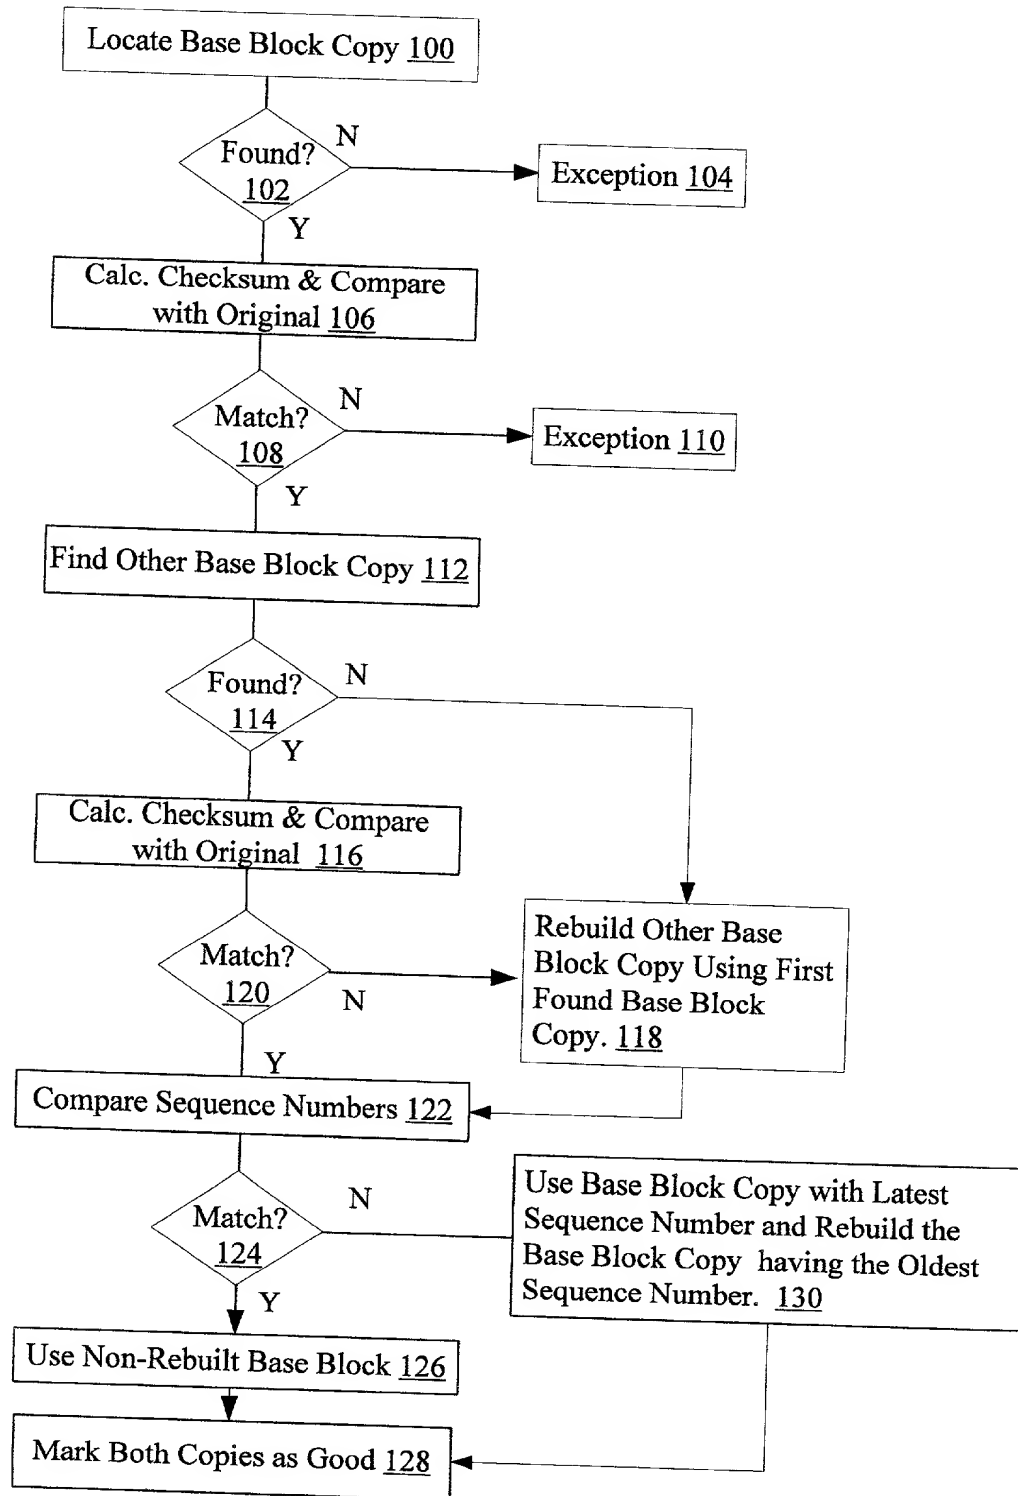 Locate Base Block Copy 100
N
Found?
102
Exception 104
Y
Calc. Checksum & Compare
with Original 106
N
Match?
108
Exception 110
Y
Find Other Base Block Copy 112
N
Found?
114
Y
Calc. Checksum & Compare
with Original 116
Match?
120
N
Rebuild Other Base
Block Copy Using First
Found Base Block
Copy. 118
Y
Compare Sequence Numbers 122
N
Match?
124
Use Base Block Copy with Latest
Sequence Number and Rebuild the
Base Block Copy having the Oldest
Sequence Number. 130
Y
Use Non-Rebuilt Base Block 126
Mark Both Copies as Good 128